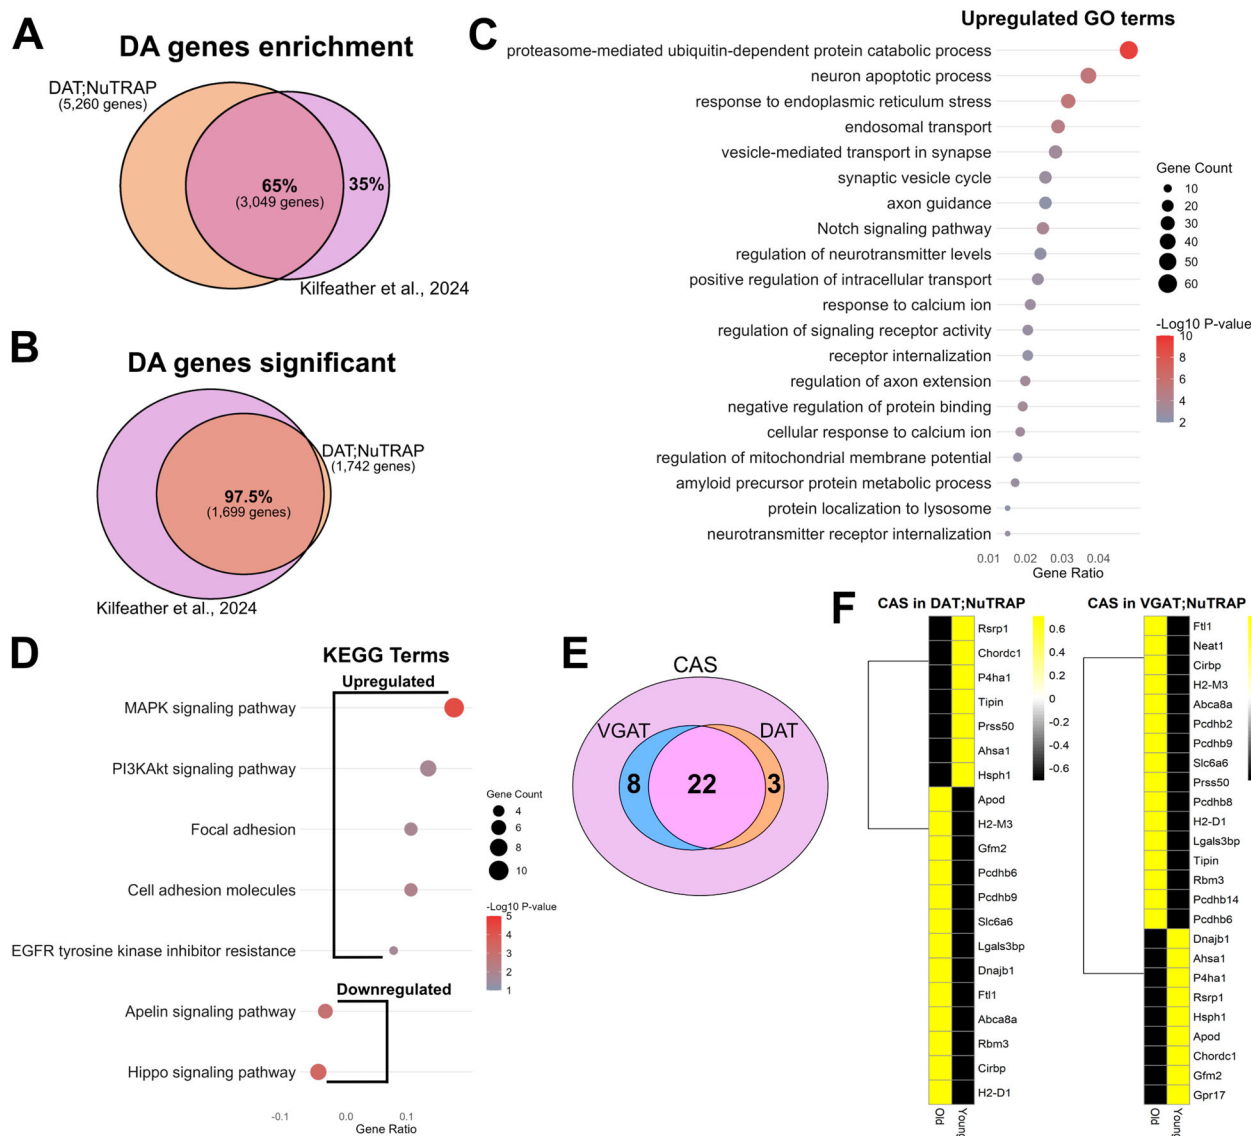 A
DA genes enrichment
DAT;NuTRAP
(5,260 genes)
65%
(3,049 genes)
35%
Kilfeather et al., 2024
B
DA genes significant
DAT;NuTRAP
(1,742 genes)
97.5%
(1,699 genes)
Kilfeather et al., 2024
C
Upregulated GO terms
proteasome-mediated ubiquitin-dependent protein catabolic process
neuron apoptotic process
response to endoplasmic reticulum stress
endosomal transport
vesicle-mediated transport in synapse
synaptic vesicle cycle
axon guidance
Notch signaling pathway
regulation of neurotransmitter levels
positive regulation of intracellular transport
response to calcium ion
regulation of signaling receptor activity
receptor internalization
regulation of axon extension
negative regulation of protein binding
cellular response to calcium ion
regulation of mitochondrial membrane potential
amyloid precursor protein metabolic process
protein localization to lysosome
neurotransmitter receptor internalization
0.01 0.02 0.03 0.04
Gene Ratio
Gene Count
10
20
30
40
50
60
-Log10 P-value
10
8
6
4
2
D
KEGG Terms
Upregulated
MAPK signaling pathway
PI3KAkt signaling pathway
Focal adhesion
Cell adhesion molecules
EGFR tyrosine kinase inhibitor resistance
Downregulated
Apelin signaling pathway
Hippo signaling pathway
-0.1 0.0 0.1
Gene Ratio
Gene Count
4
6
8
10
-Log10 P-value
5
4
3
2
1
E
CAS
VGAT
DAT
8
22
3
F
CAS in DAT;NuTRAP
Rsrp1
Chordc1
P4ha1
Tipin
Prss50
Ahsa1
Hsph1
Apod
H2-M3
Gfm2
Pcdhb6
Pcdhb9
Slc6a6
Lgals3bp
Dnajb1
Ftl1
Abca8a
Rbm3
Cirbp
H2-D1
Old
Young
0.6
0.4
0.2
0
-0.2
-0.4
-0.6
CAS in VGAT;NuTRAP
Ftl1
Neat1
Cirbp
H2-M3
Abca8a
Pcdhb2
Pcdhb9
Slc6a6
Prss50
Pcdhb8
H2-D1
Lgals3bp
Tipin
Rbm3
Pcdhb14
Pcdhb6
Dnajb1
Ahsa1
P4ha1
Rsrp1
Hsph1
Apod
Chordc1
Gfm2
Gpr17
Old
Young